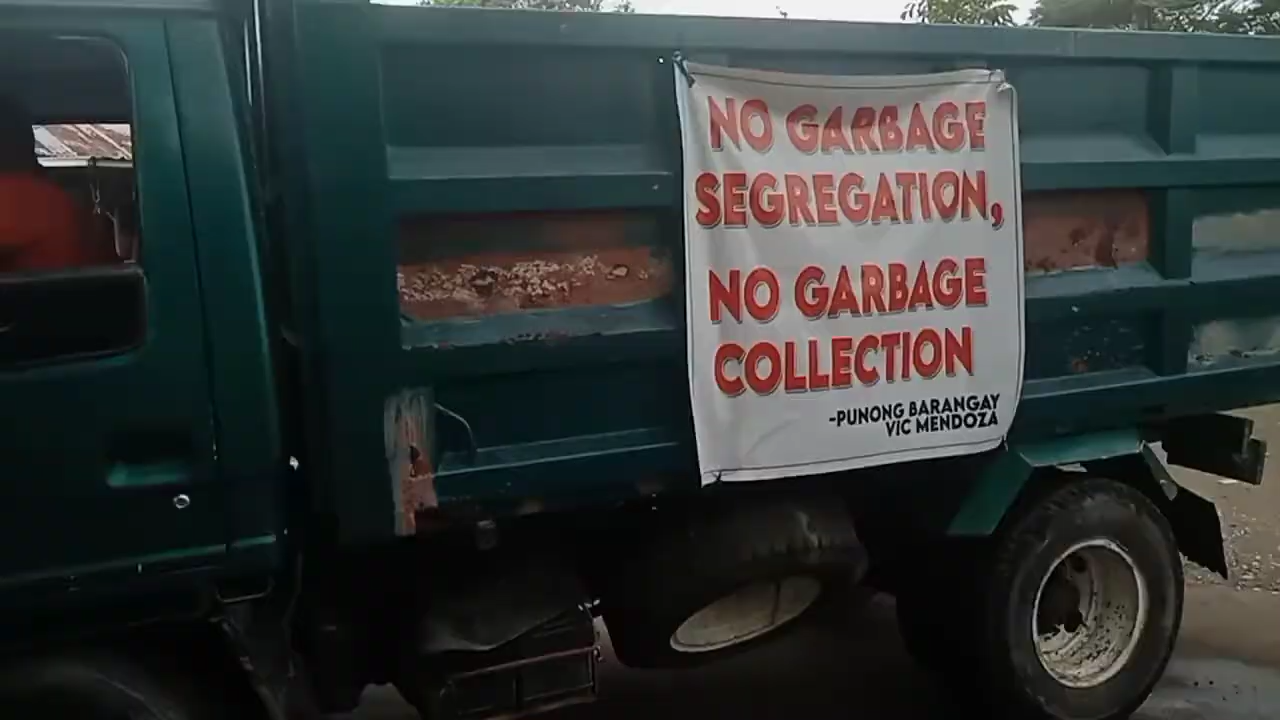 NO GARBAGE
SEGREGATION,
NO GARBAGE
COLLECTION
-PUNONG BARANGAY
VIC MENDOZA